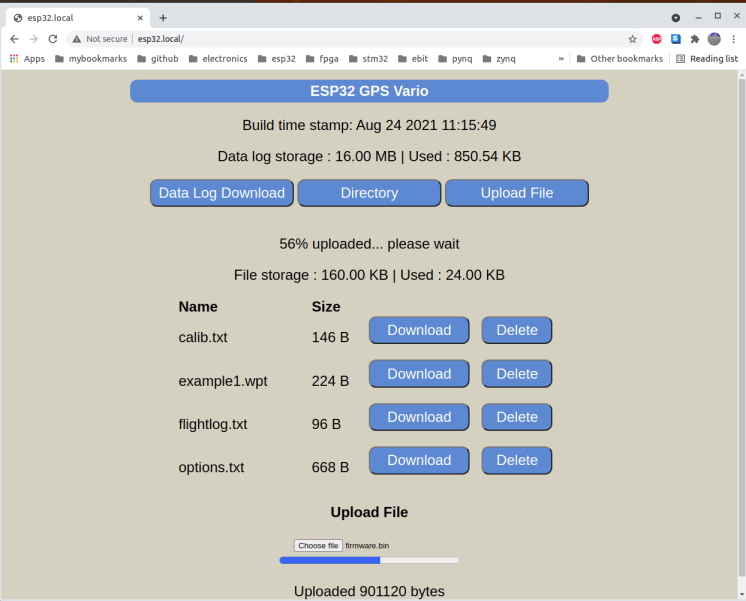 esp32.local
Not secure | esp32.local/
ABP
S
Apps mybookmarks github electronics esp32 fpga stm32 ebit pynq zynq » Other bookmarks Reading list
ESP32 GPS Vario
Build time stamp: Aug 24 2021 11:15:49
Data log storage : 16.00 MB | Used : 850.54 KB
Data Log Download Directory Upload File
56% uploaded... please wait
File storage : 160.00 KB | Used : 24.00 KB
Name Size
calib.txt 146 B Download Delete
example1.wpt 224 B Download Delete
flightlog.txt 96 B Download Delete
options.txt 668 B Download Delete
Upload File
Choose file firmware.bin
Uploaded 901120 bytes